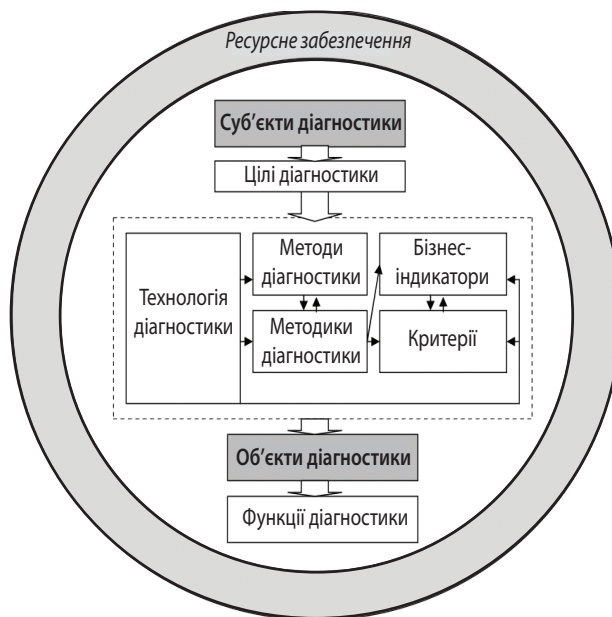 Ресурсне забезпечення
Суб’єкти діагностики
Цілі діагностики
Технологія
діагностики
Методи
діагностики
Методики
діагностики
Бізнес-
індикатори
Критерії
Об’єкти діагностики
Функції діагностики